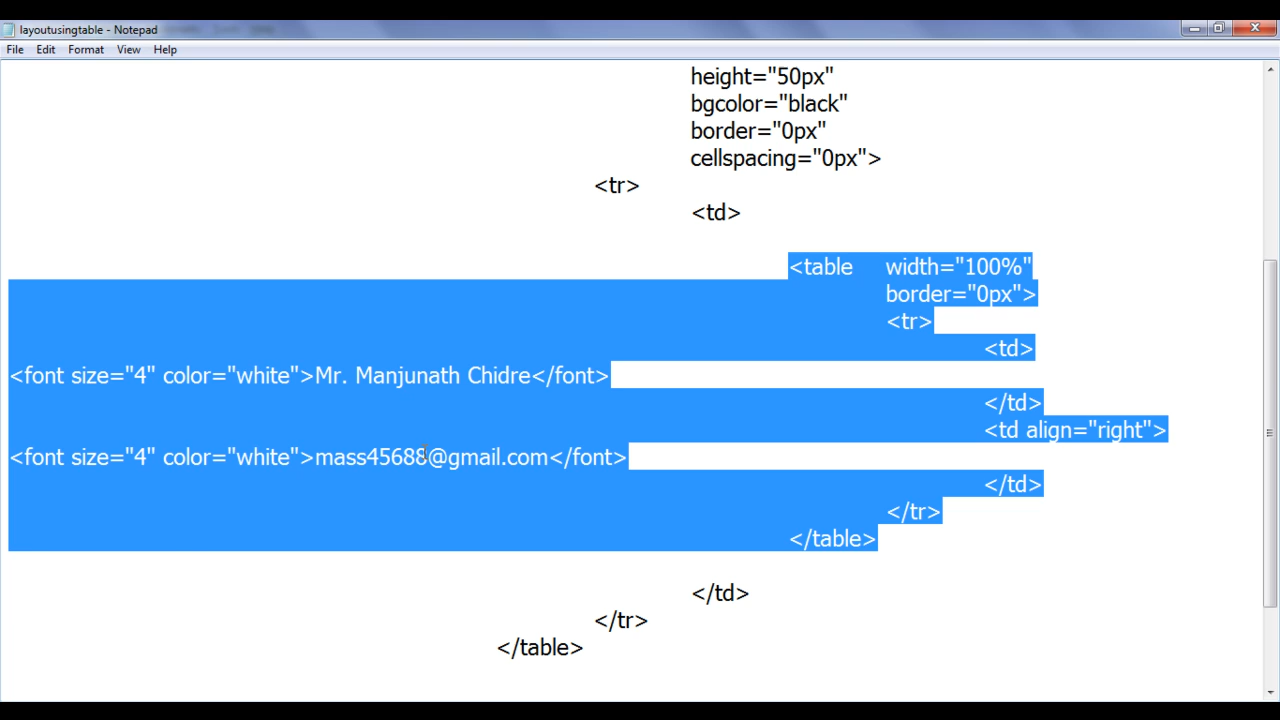 layoutusingtable - Notepad
File Edit Format View Help
height="50px"
bgcolor="black"
border="0px"
cellspacing="0px">
<tr>
<td>
<table width="100%"
border="0px">
<tr>
<td>
<font size="4" color="white">Mr. Manjunath Chidre</font>
</td>
<td align="right">
<font size="4" color="white">mass45688@gmail.com</font>
</td>
</tr>
</table>
</td>
</tr>
</table>